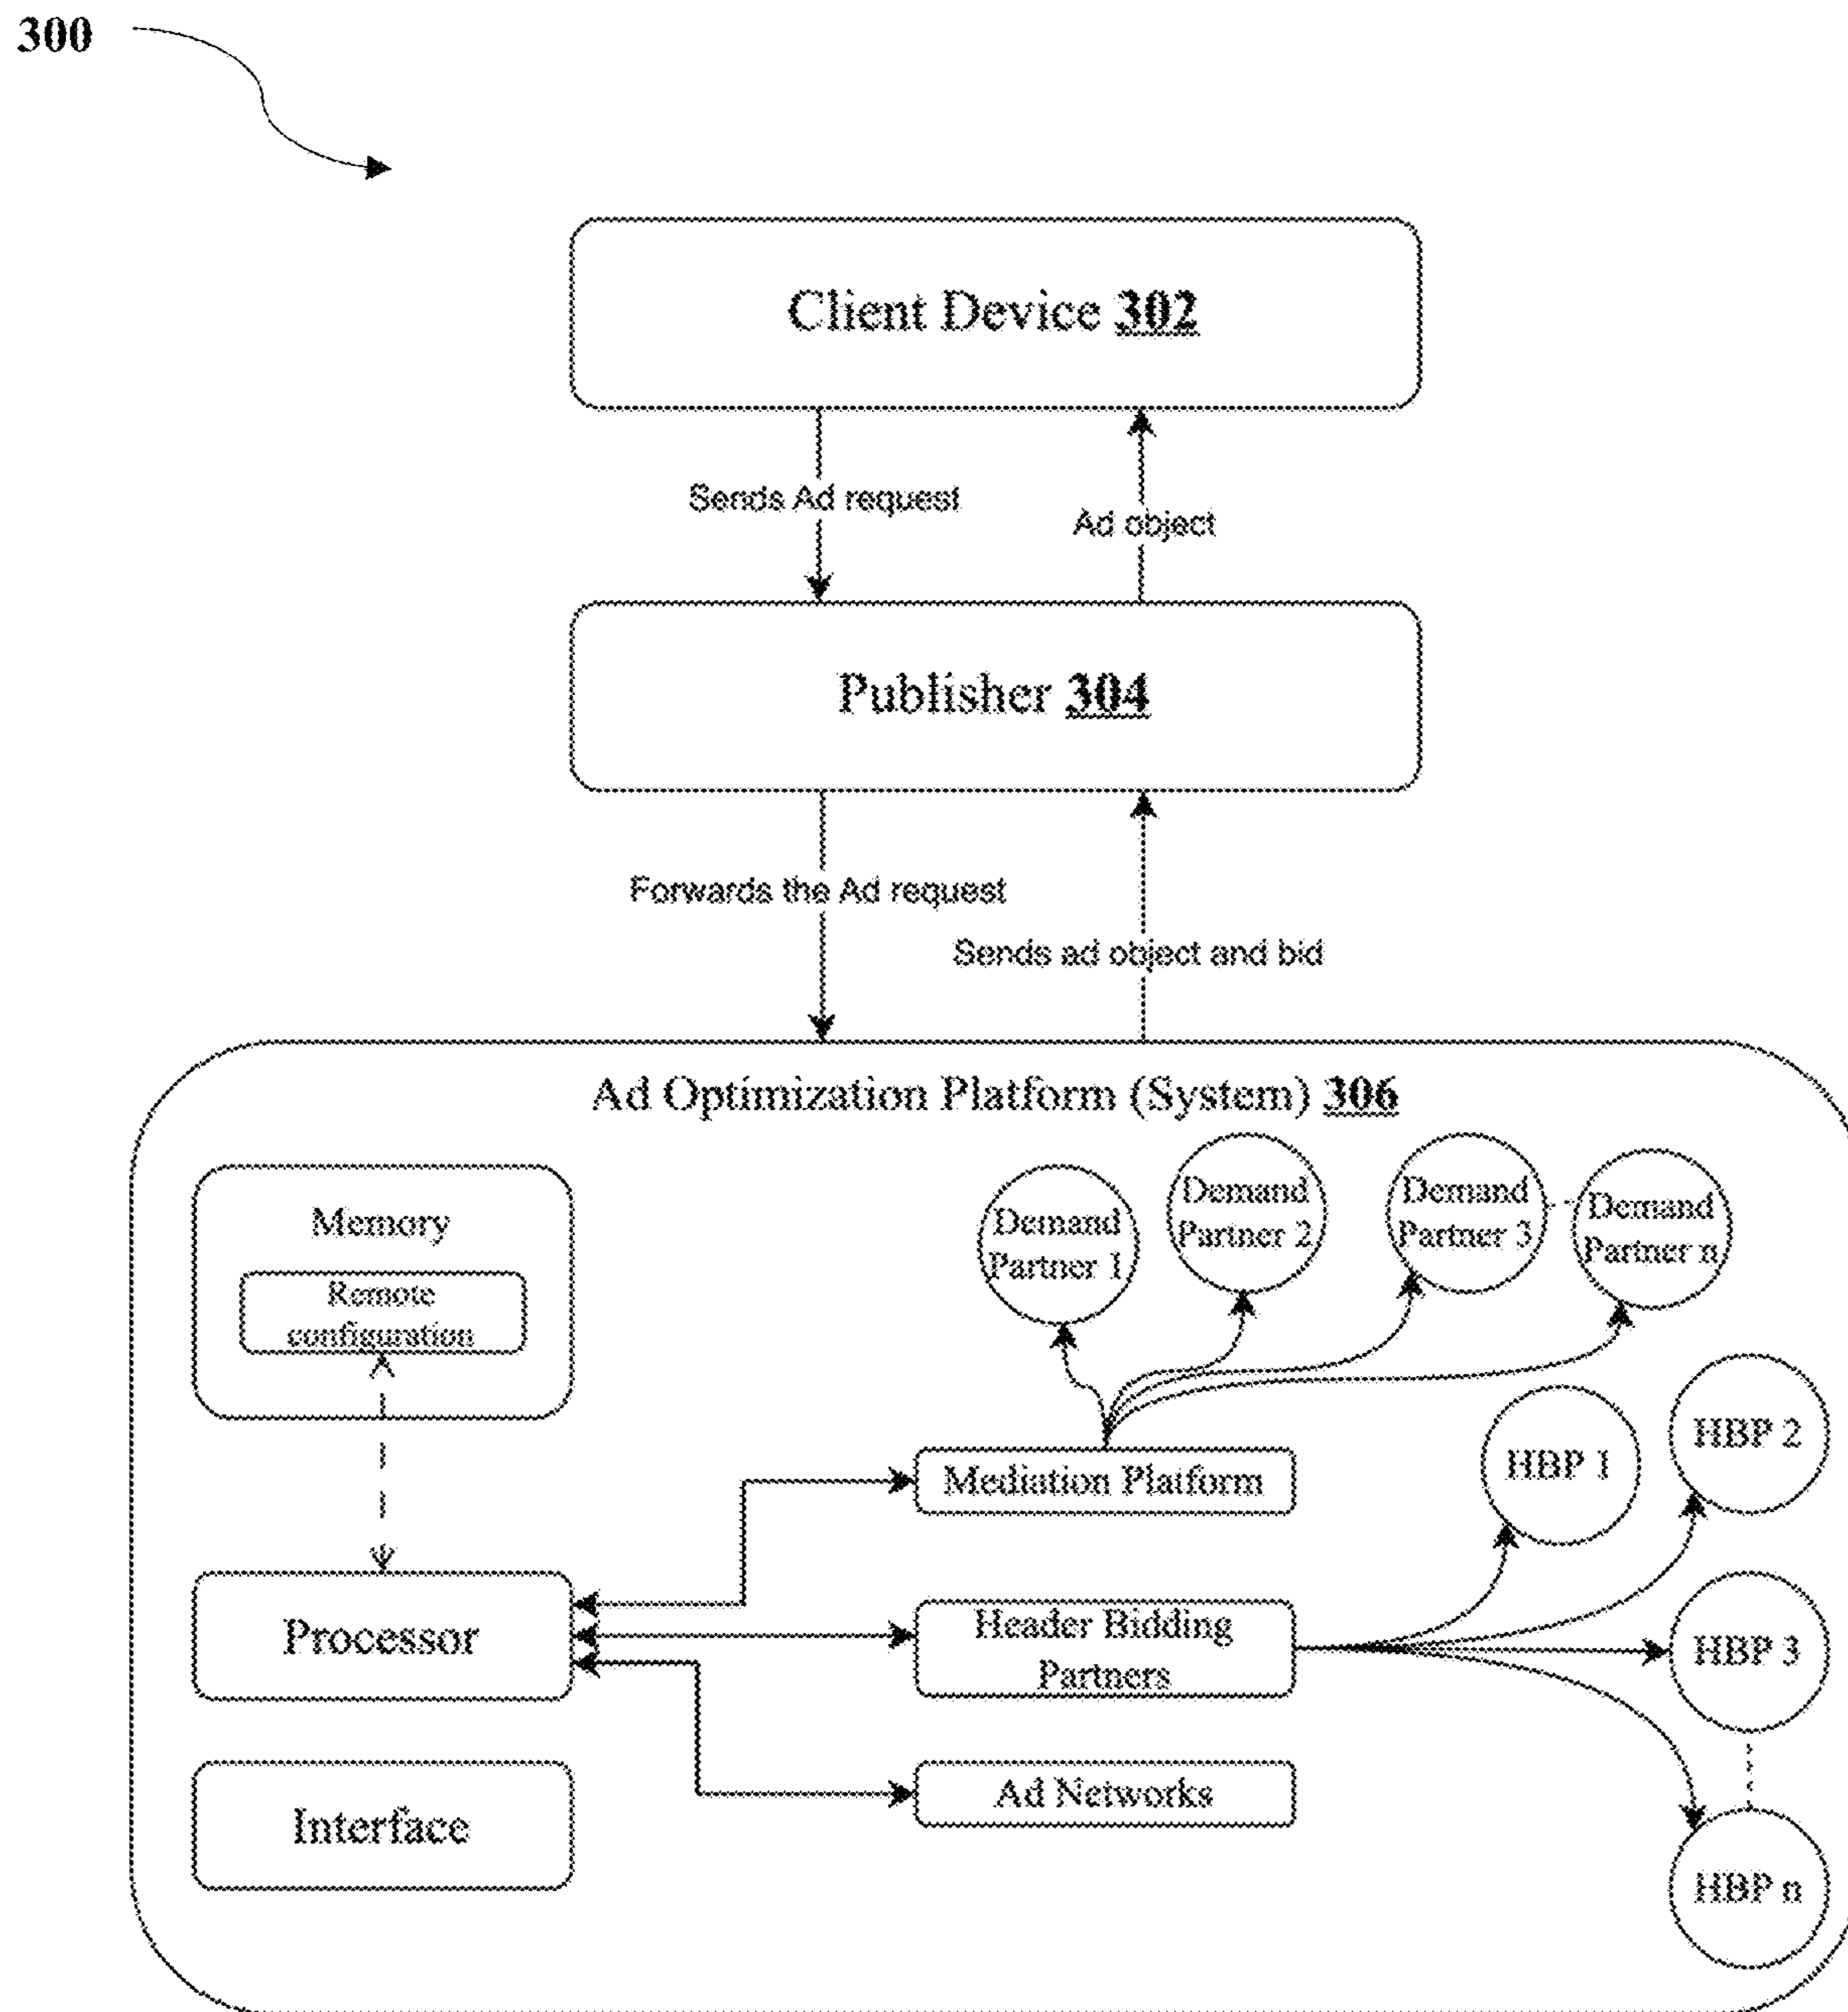 300
Client Device 302
Sends Ad request
Ad object
Publisher 304
Forwards the Ad request
Sends ad object and bid
Ad Optimization Platform (System) 306
Memory
Remote
configuration
Demand
Partner 1
Demand
Partner 2
Demand
Partner 3
Demand
Partner n
HBP 1
HBP 2
Mediation Platform
Processor
Header Bidding
Partners
HBP 3
Interface
Ad Networks
HBP n